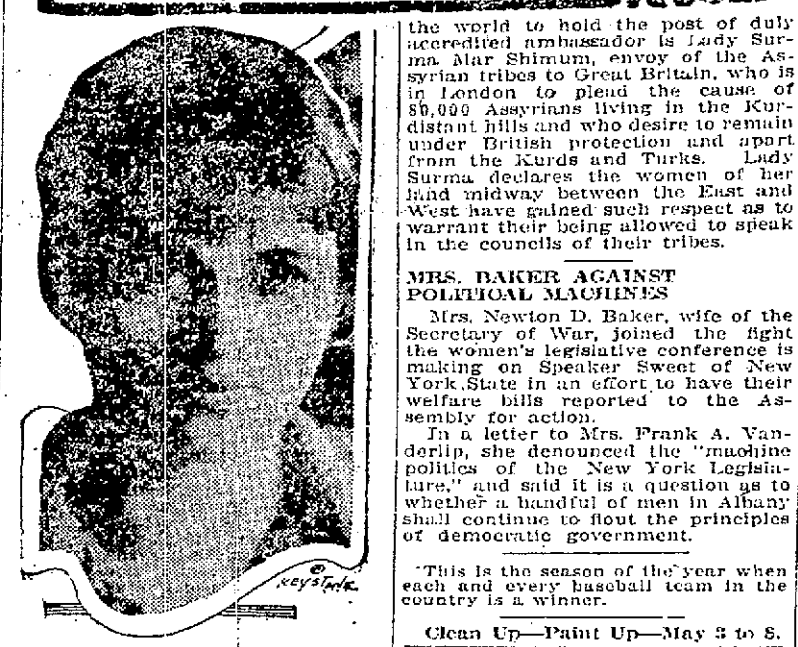 the world to hold the post of duly
accredited ambassador is Lady Sur-
ma Mar Shimum, envoy of the As-
syrian tribes to Great Britain, who is
in London to plead the cause of
80,000 Assyrians living in the Kur-
distant hills and who desire to remain
under British protection and apart
from the Kurds and Turks. Lady
Surma declares the women of her
land midway between the East and
West have gained such respect as to
warrant their being allowed to speak
in the councils of their tribes.
MRS. BAKER AGAINST
POLITICAL MACHINES
Mrs. Newton D. Baker, wife of the
Secretary of War, joined the fight
the women's legislative conference is
making on Speaker Sweet of New
York State in an effort to have their
welfare bills reported to the As-
sembly for action.
In a letter to Mrs. Frank A. Van-
derlip, she denounced the "machine
politics of the New York Legisla-
ture," and said it is a question as to
whether a handful of men in Albany
shall continue to flout the principles
of democratic government.
This is the season of the year when
each and every baseball team in the
country is a winner.
Clean Up—Paint Up—May 3 to 8.
© KEYSTONE